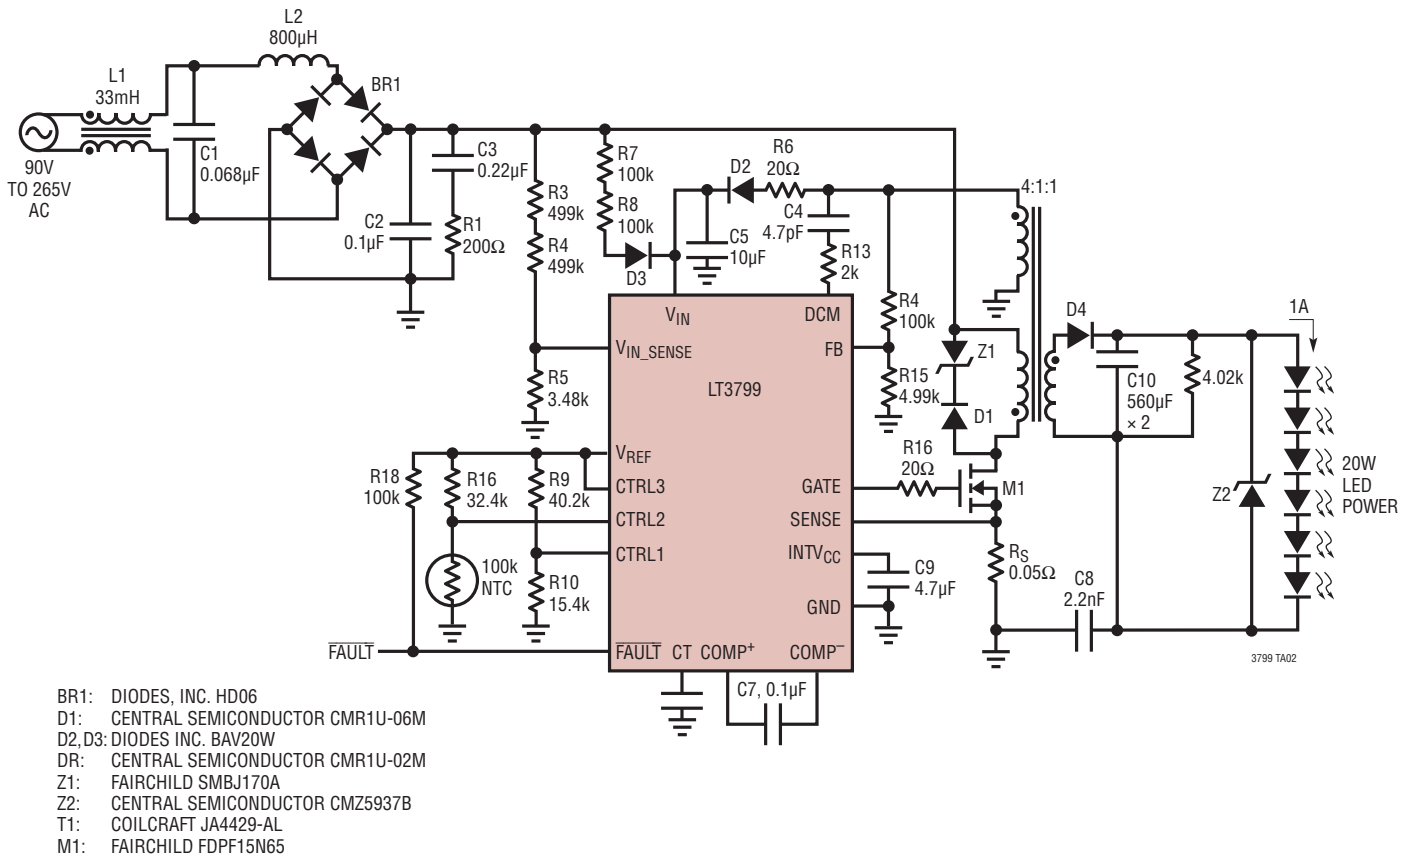 L2
800µH
L1
33mH
BR1
90V
TO 265V
AC
C1
0.068µF
C3
0.22µF
C2
0.1µF
R1
200Ω
R3
499k
R4
499k
R7
100k
R8
100k
D3
D2
R6
20Ω
C4
4.7pF
C5
10µF
R13
2k
4:1:1
R4
100k
R15
4.99k
R5
3.48k
VIN
DCM
VIN_SENSE
FB
LT3799
Z1
D1
D4
1A
C10
560µF
× 2
4.02k
Z2
20W
LED
POWER
R18
100k
R16
32.4k
R9
40.2k
VREF
CTRL3
CTRL2
CTRL1
GATE
SENSE
INTVCC
GND
R16
20Ω
M1
RS
0.05Ω
C9
4.7µF
C8
2.2nF
100k
NTC
R10
15.4k
FAULT
FAULT CT COMP+ COMP–
C7, 0.1µF
3799 TA02
BR1: DIODES, INC. HD06
D1: CENTRAL SEMICONDUCTOR CMR1U-06M
D2,D3: DIODES INC. BAV20W
DR: CENTRAL SEMICONDUCTOR CMR1U-02M
Z1: FAIRCHILD SMBJ170A
Z2: CENTRAL SEMICONDUCTOR CMZ5937B
T1: COILCRAFT JA4429-AL
M1: FAIRCHILD FDPF15N65